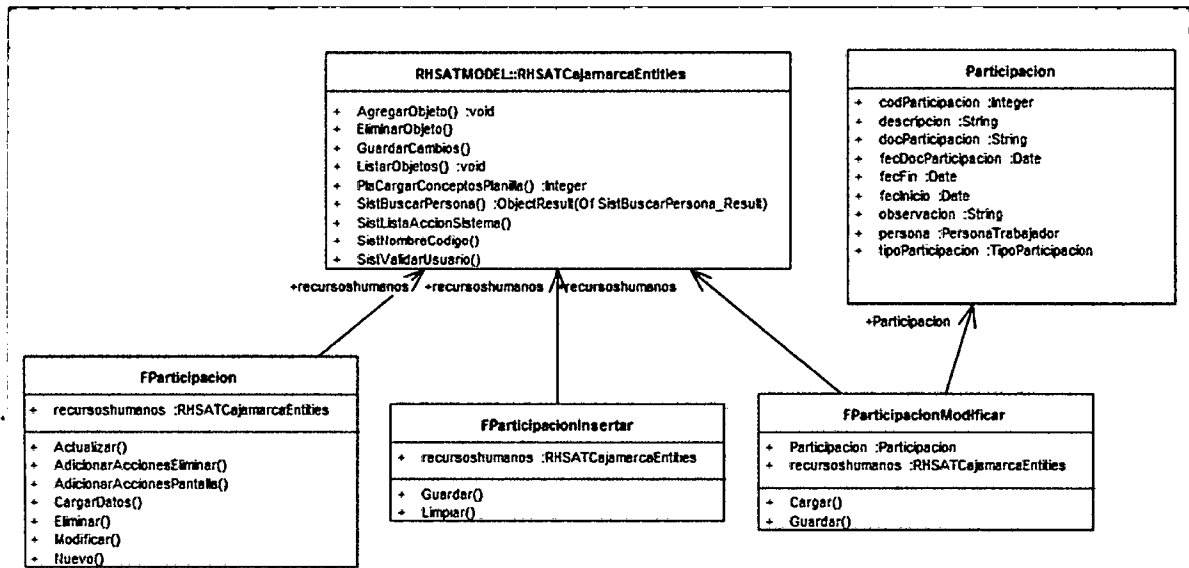 RHSATMODEL::RHSATCajamarcaEntities
+ AgregarObjeto() :void
+ EliminarObjeto()
+ GuardarCambios()
+ ListarObjetos() :void
+ PlaCargarConceptosPlanilla() :Integer
+ SistBuscarPersona() :ObjectResult(Of SistBuscarPersona_Result)
+ SistListaAccionSistema()
+ SistNombreCodigo()
+ SistValidarUsuario()
Participacion
+ codParticipacion :Integer
+ descripcion :String
+ docParticipacion :String
+ fecDocParticipacion :Date
+ fecFin :Date
+ fecInicio :Date
+ observacion :String
+ persona :PersonaTrabajador
+ tipoParticipacion :TipoParticipacion
+recursoshumanos +recursoshumanos +recursoshumanos
+Participacion
FParticipacion
+ recursoshumanos :RHSATCajamarcaEntities
+ Actualizar()
+ AdicionarAccionesEliminar()
+ AdicionarAccionesPantalla()
+ CargarDatos()
+ Eliminar()
+ Modificar()
+ Nuevo()
FParticipacionInsertar
+ recursoshumanos :RHSATCajamarcaEntities
+ Guardar()
+ Limpiar()
FParticipacionModificar
+ Participacion :Participacion
+ recursoshumanos :RHSATCajamarcaEntities
+ Cargar()
+ Guardar()